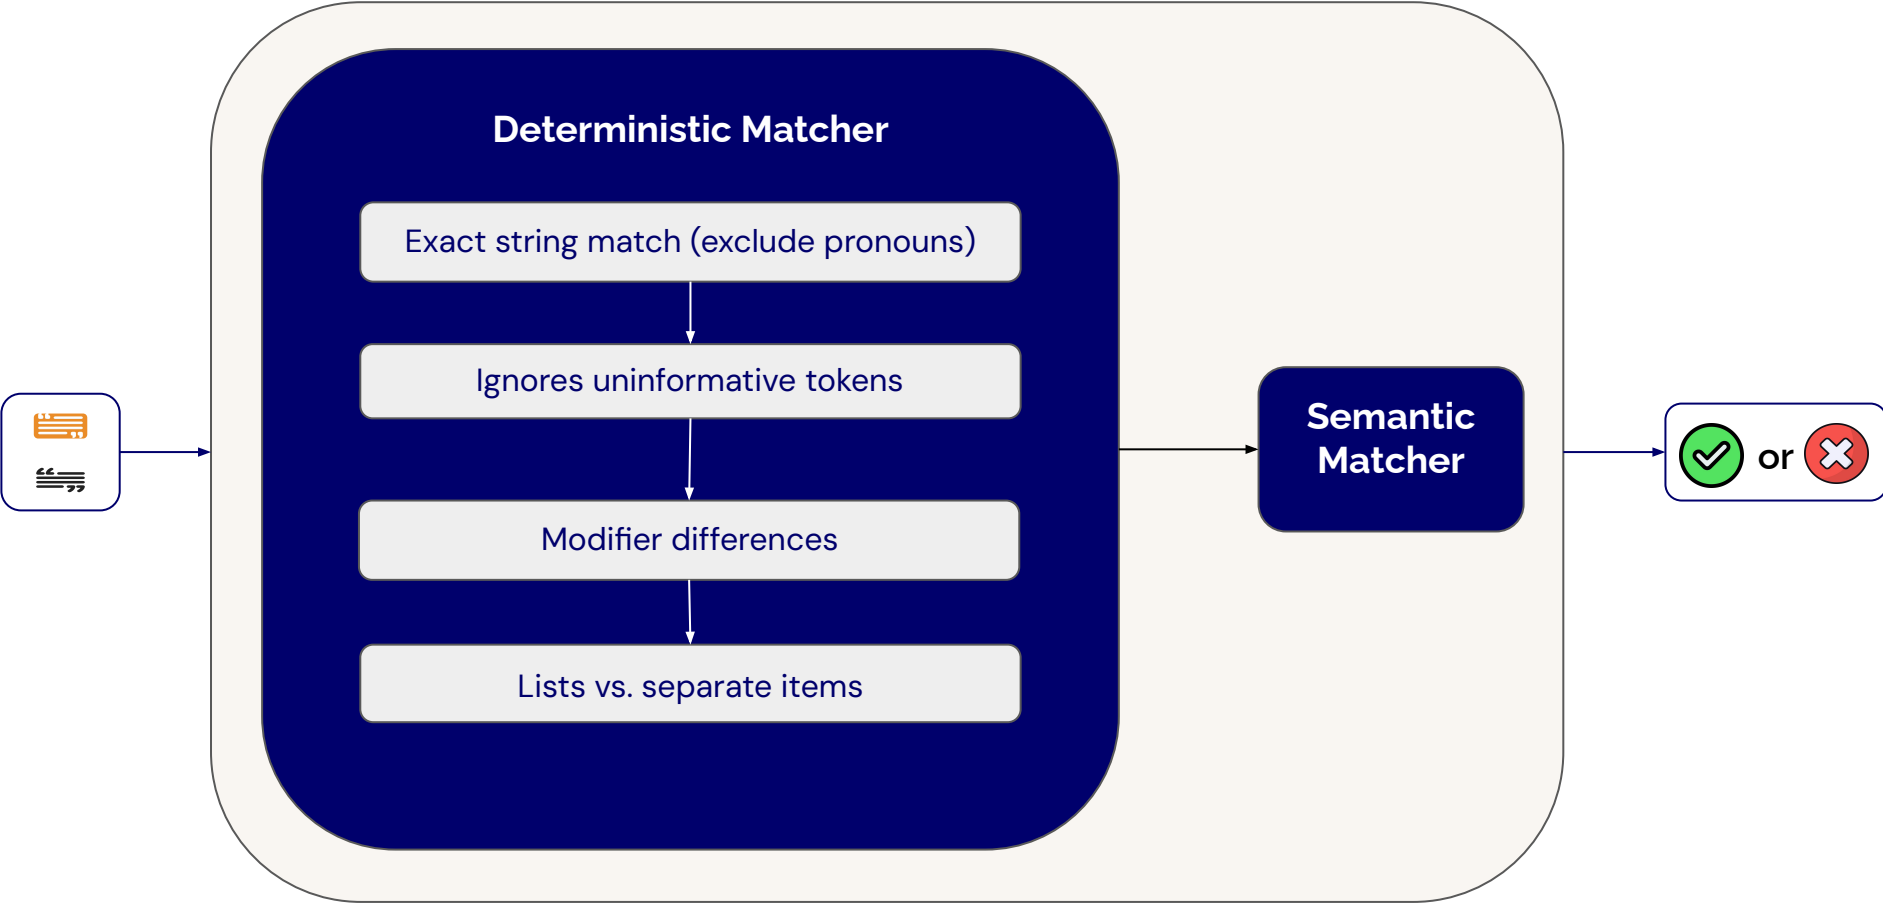 Deterministic Matcher
Exact string match (exclude pronouns)
Ignores uninformative tokens
Modifier differences
Lists vs. separate items
Semantic
Matcher
or